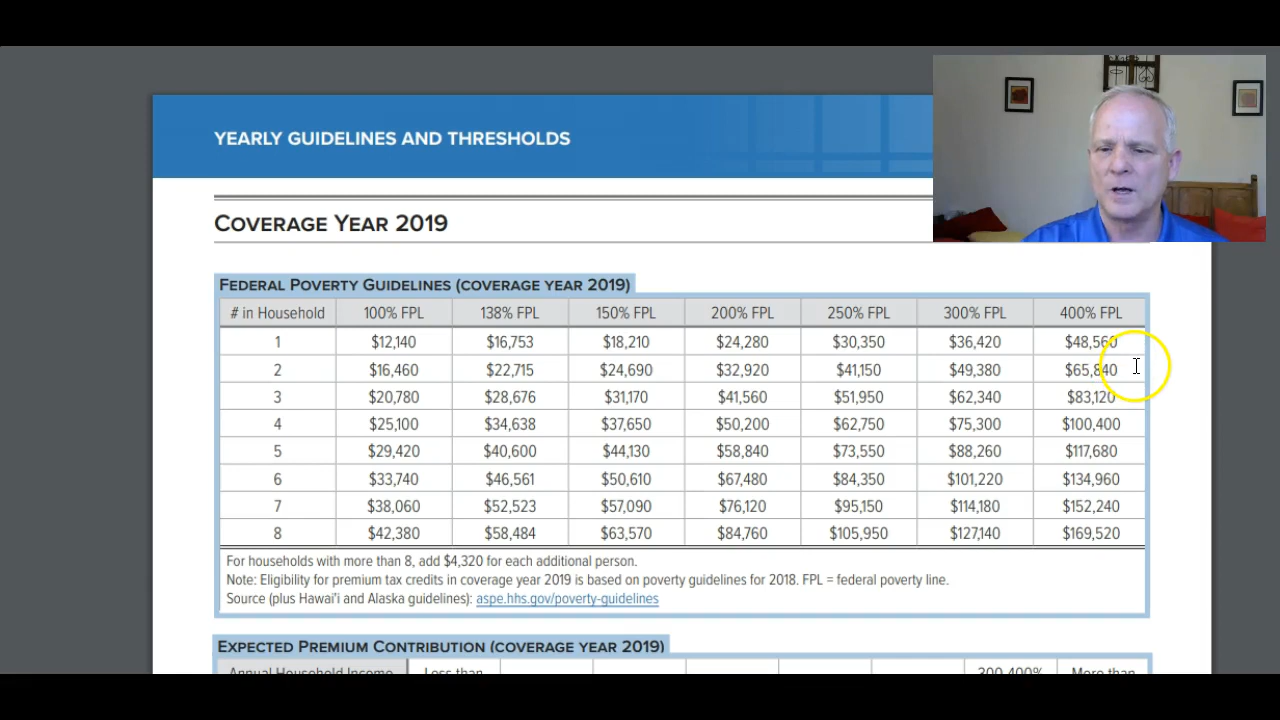 YEARLY GUIDELINES AND THRESHOLDS
COVERAGE YEAR 2019
FEDERAL POVERTY GUIDELINES (COVERAGE YEAR 2019)
# in Household 100% FPL 138% FPL 150% FPL 200% FPL 250% FPL 300% FPL 400% FPL
1 $12,140 $16,753 $18,210 $24,280 $30,350 $36,420 $48,560
2 $16,460 $22,715 $24,690 $32,920 $41,150 $49,380 $65,840
3 $20,780 $28,676 $31,170 $41,560 $51,950 $62,340 $83,120
4 $25,100 $34,638 $37,650 $50,200 $62,750 $75,300 $100,400
5 $29,420 $40,600 $44,130 $58,840 $73,550 $88,260 $117,680
6 $33,740 $46,561 $50,610 $67,480 $84,350 $101,220 $134,960
7 $38,060 $52,523 $57,090 $76,120 $95,150 $114,180 $152,240
8 $42,380 $58,484 $63,570 $84,760 $105,950 $127,140 $169,520
For households with more than 8, add $4,320 for each additional person.
Note: Eligibility for premium tax credits in coverage year 2019 is based on poverty guidelines for 2018. FPL = federal poverty line.
Source (plus Hawai'i and Alaska guidelines): aspe.hhs.gov/poverty-guidelines
EXPECTED PREMIUM CONTRIBUTION (COVERAGE YEAR 2019)
Annual Household Income Less than 300-400% More than